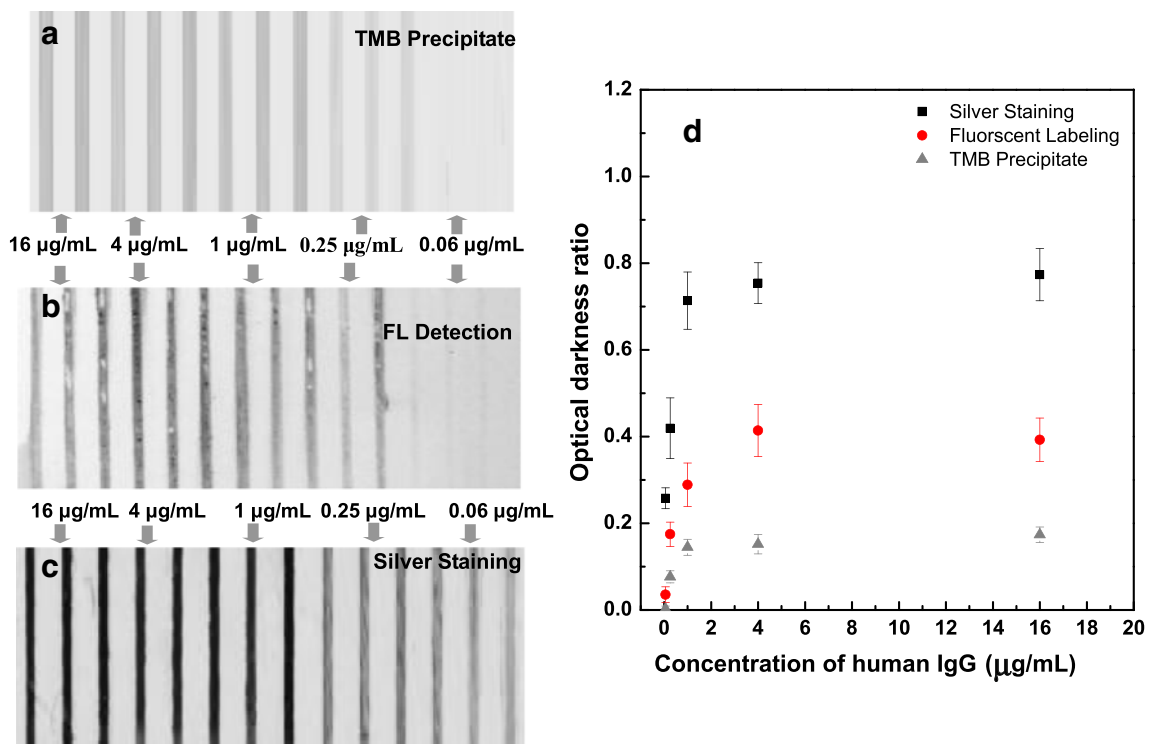 a
TMB Precipitate
16 µg/mL 4 µg/mL 1 µg/mL 0.25 µg/mL 0.06 µg/mL
b
FL Detection
16 µg/mL 4 µg/mL 1 µg/mL 0.25 µg/mL 0.06 µg/mL
c
Silver Staining
d
Silver Staining
Fluorscent Labeling
TMB Precipitate
Optical darkness ratio
1.2
1.0
0.8
0.6
0.4
0.2
0.0
0 2 4 6 8 10 12 14 16 18 20
Concentration of human IgG (µg/mL)